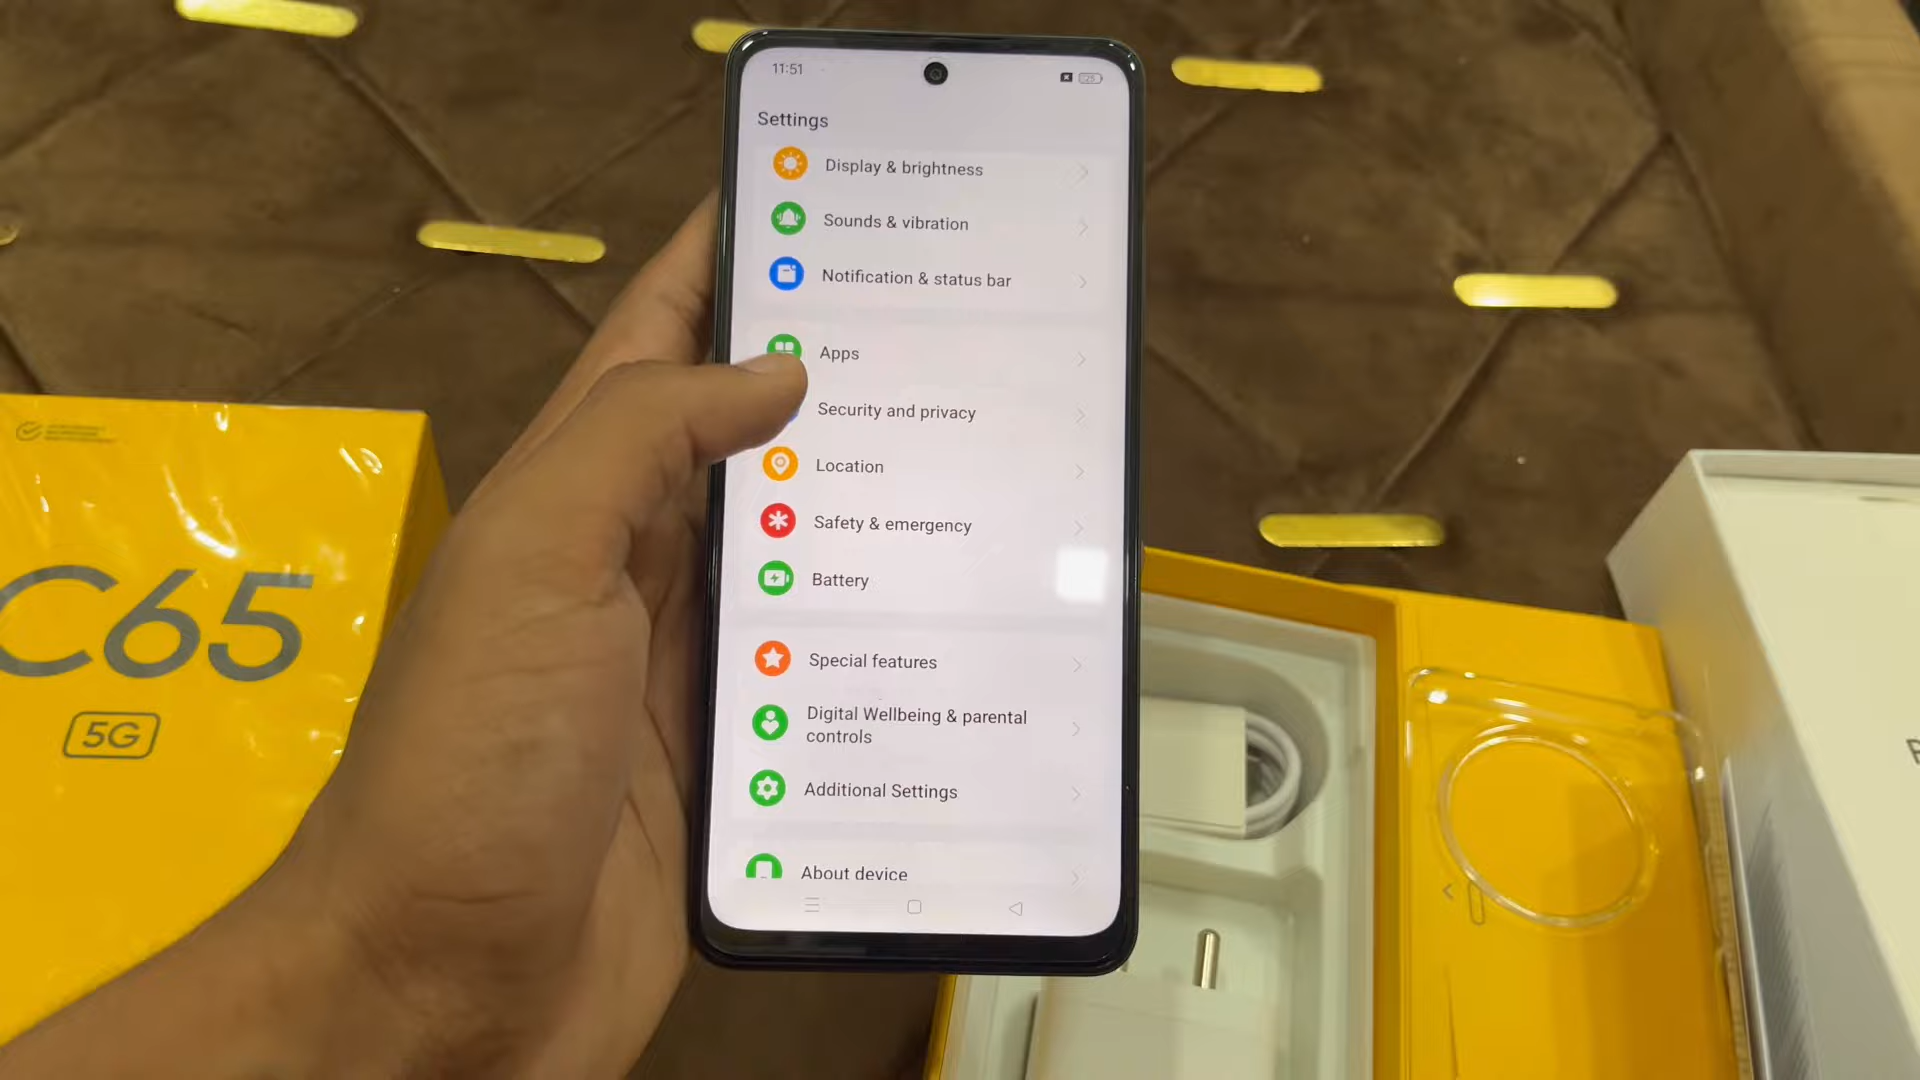 11:51
Settings
Display & brightness
Sounds & vibration
Notification & status bar
Apps
Security and privacy
Location
Safety & emergency
Battery
Special features
Digital Wellbeing & parental
controls
Additional Settings
About device
C65
5G